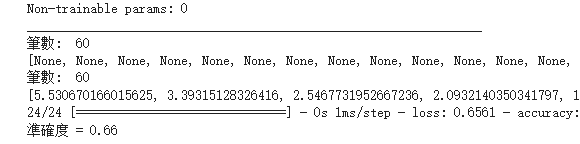 Non-trainable params: 0
_________________________________________________________________
筆數:  60
[None, None, None, None, None, None, None, None, None, None, None, None, None,
筆數:  60
[5.530670166015625, 3.39315128326416, 2.5467731952667236, 2.0932140350341797, 1
24/24 [==============================] - 0s 1ms/step - loss: 0.6561 - accuracy:
準確度 = 0.66